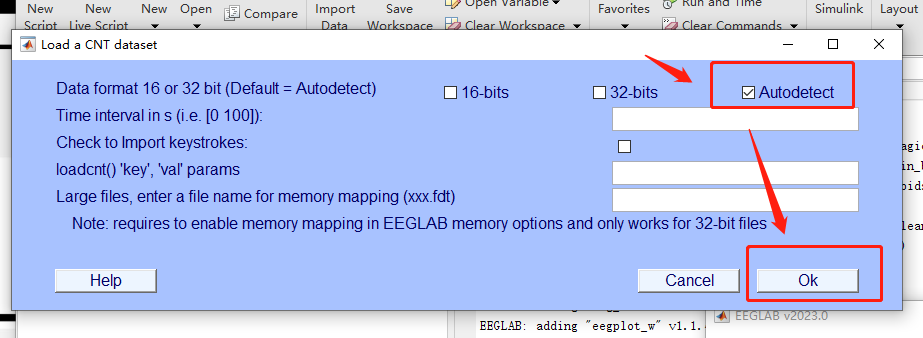 New
New
New
Open
Compare
Import
Save
Open Variable
Favorites
Run and Time
Simulink
Layout
Script
Live Script
Data
Workspace
Clear Workspace
Clear Commands
Load a CNT dataset
Data format 16 or 32 bit (Default = Autodetect)
16-bits
32-bits
Autodetect
Time interval in s (i.e. [0 100]):
Check to Import keystrokes:
loadcnt() 'key', 'val' params
Large files, enter a file name for memory mapping (xxx.fdt)
Note: requires to enable memory mapping in EEGLAB memory options and only works for 32-bit files
Help
Cancel
Ok
EEGLAB: adding "eegplot_w" v1.1.
EEGLAB v2023.0